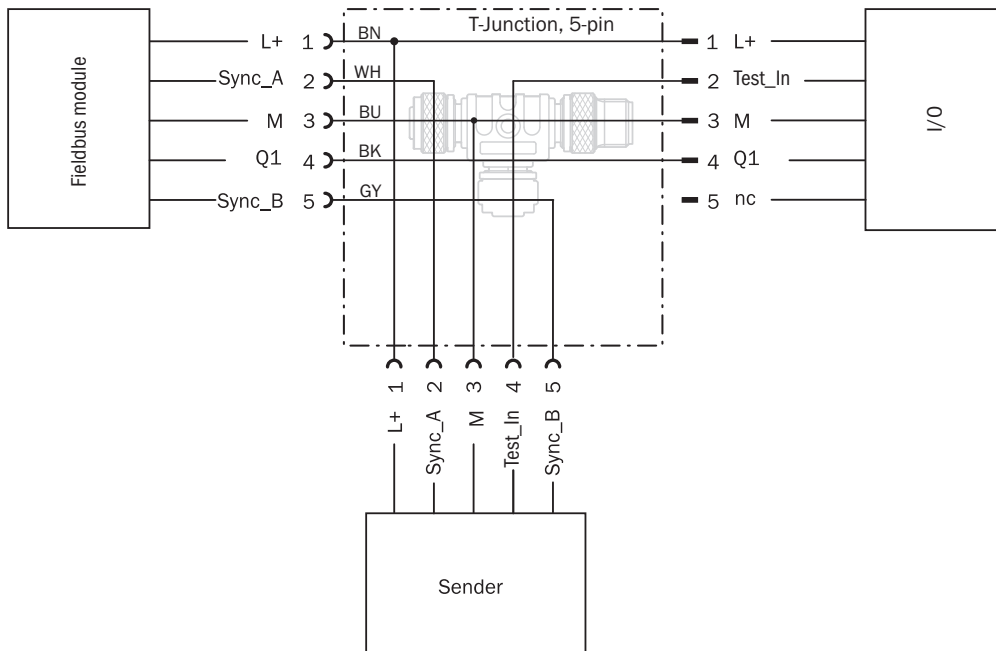 T-Junction, 5-pin
Fieldbus module
L+ 1 BN
Sync_A 2 WH
M 3 BU
Q1 4 BK
Sync_B 5 GY
1 L+
2 Test_In
3 M
4 Q1
5 nc
I/O
1 L+
2 Sync_A
3 M
4 Test_In
5 Sync_B
Sender